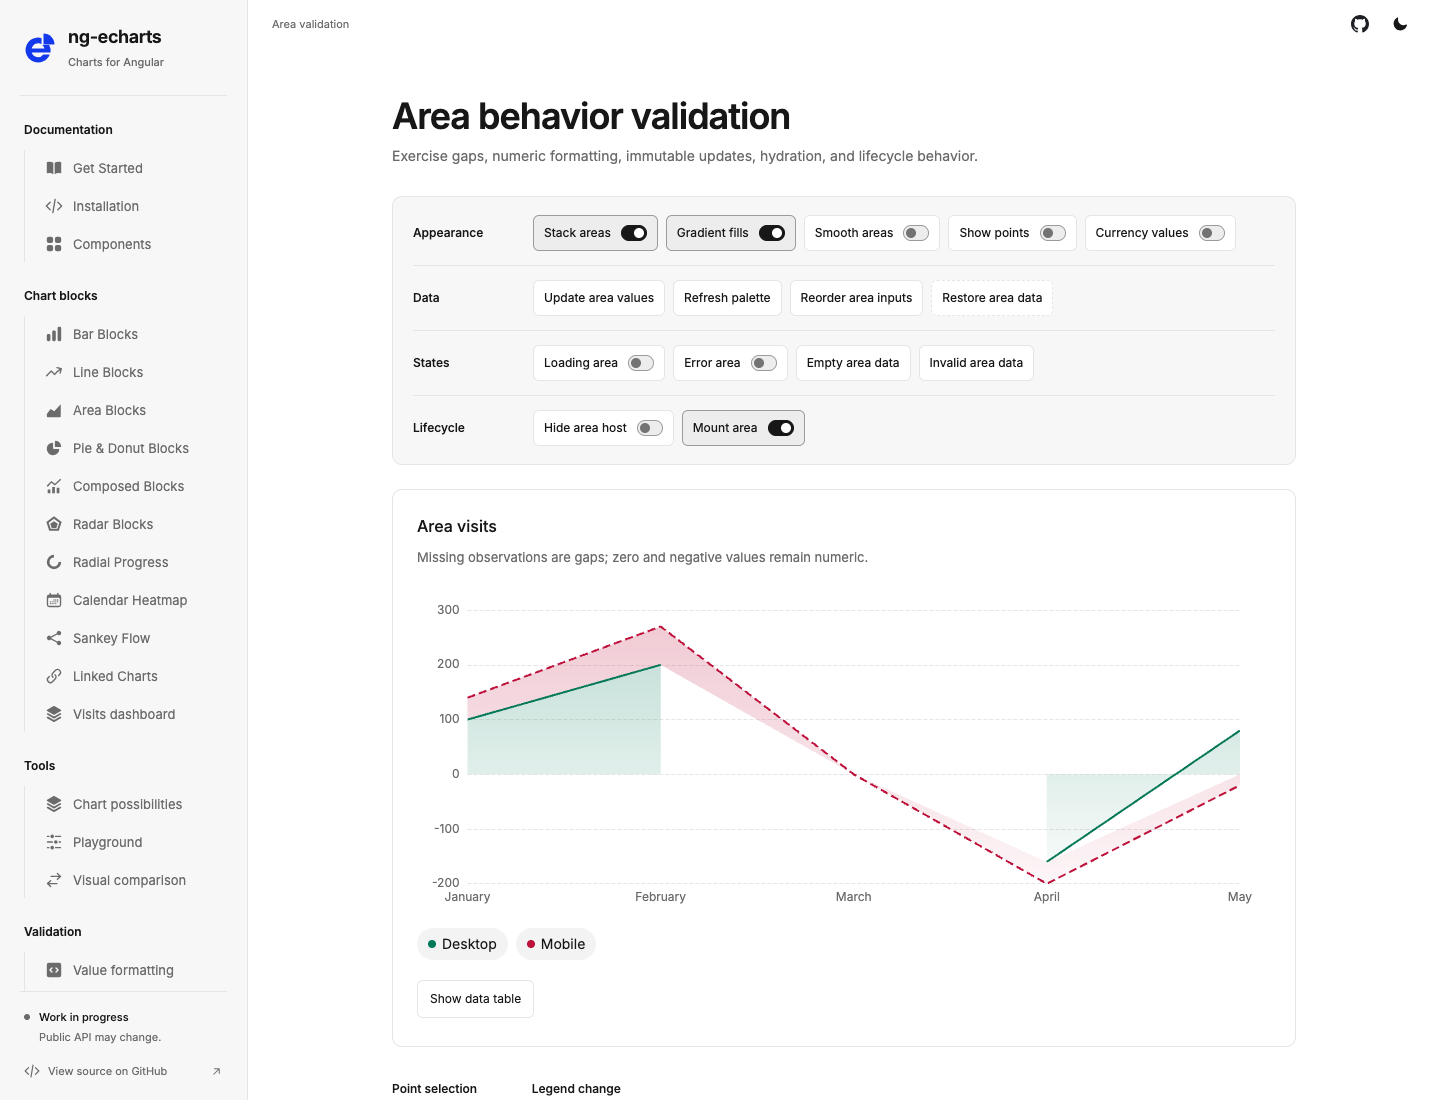 ng-echarts
Charts for Angular
Documentation
Get Started
Installation
Components
Chart blocks
Bar Blocks
Line Blocks
Area Blocks
Pie & Donut Blocks
Composed Blocks
Radar Blocks
Radial Progress
Calendar Heatmap
Sankey Flow
Linked Charts
Visits dashboard
Tools
Chart possibilities
Playground
Visual comparison
Validation
Value formatting
Work in progress
Public API may change.
View source on GitHub
Area validation
Area behavior validation
Exercise gaps, numeric formatting, immutable updates, hydration, and lifecycle behavior.
Appearance Stack areas Gradient fills Smooth areas Show points Currency values
Data Update area values Refresh palette Reorder area inputs Restore area data
States Loading area Error area Empty area data Invalid area data
Lifecycle Hide area host Mount area
Area visits
Missing observations are gaps; zero and negative values remain numeric.
300
200
100
0
-100
-200
January February March April May
Desktop Mobile
Show data table
Point selection Legend change